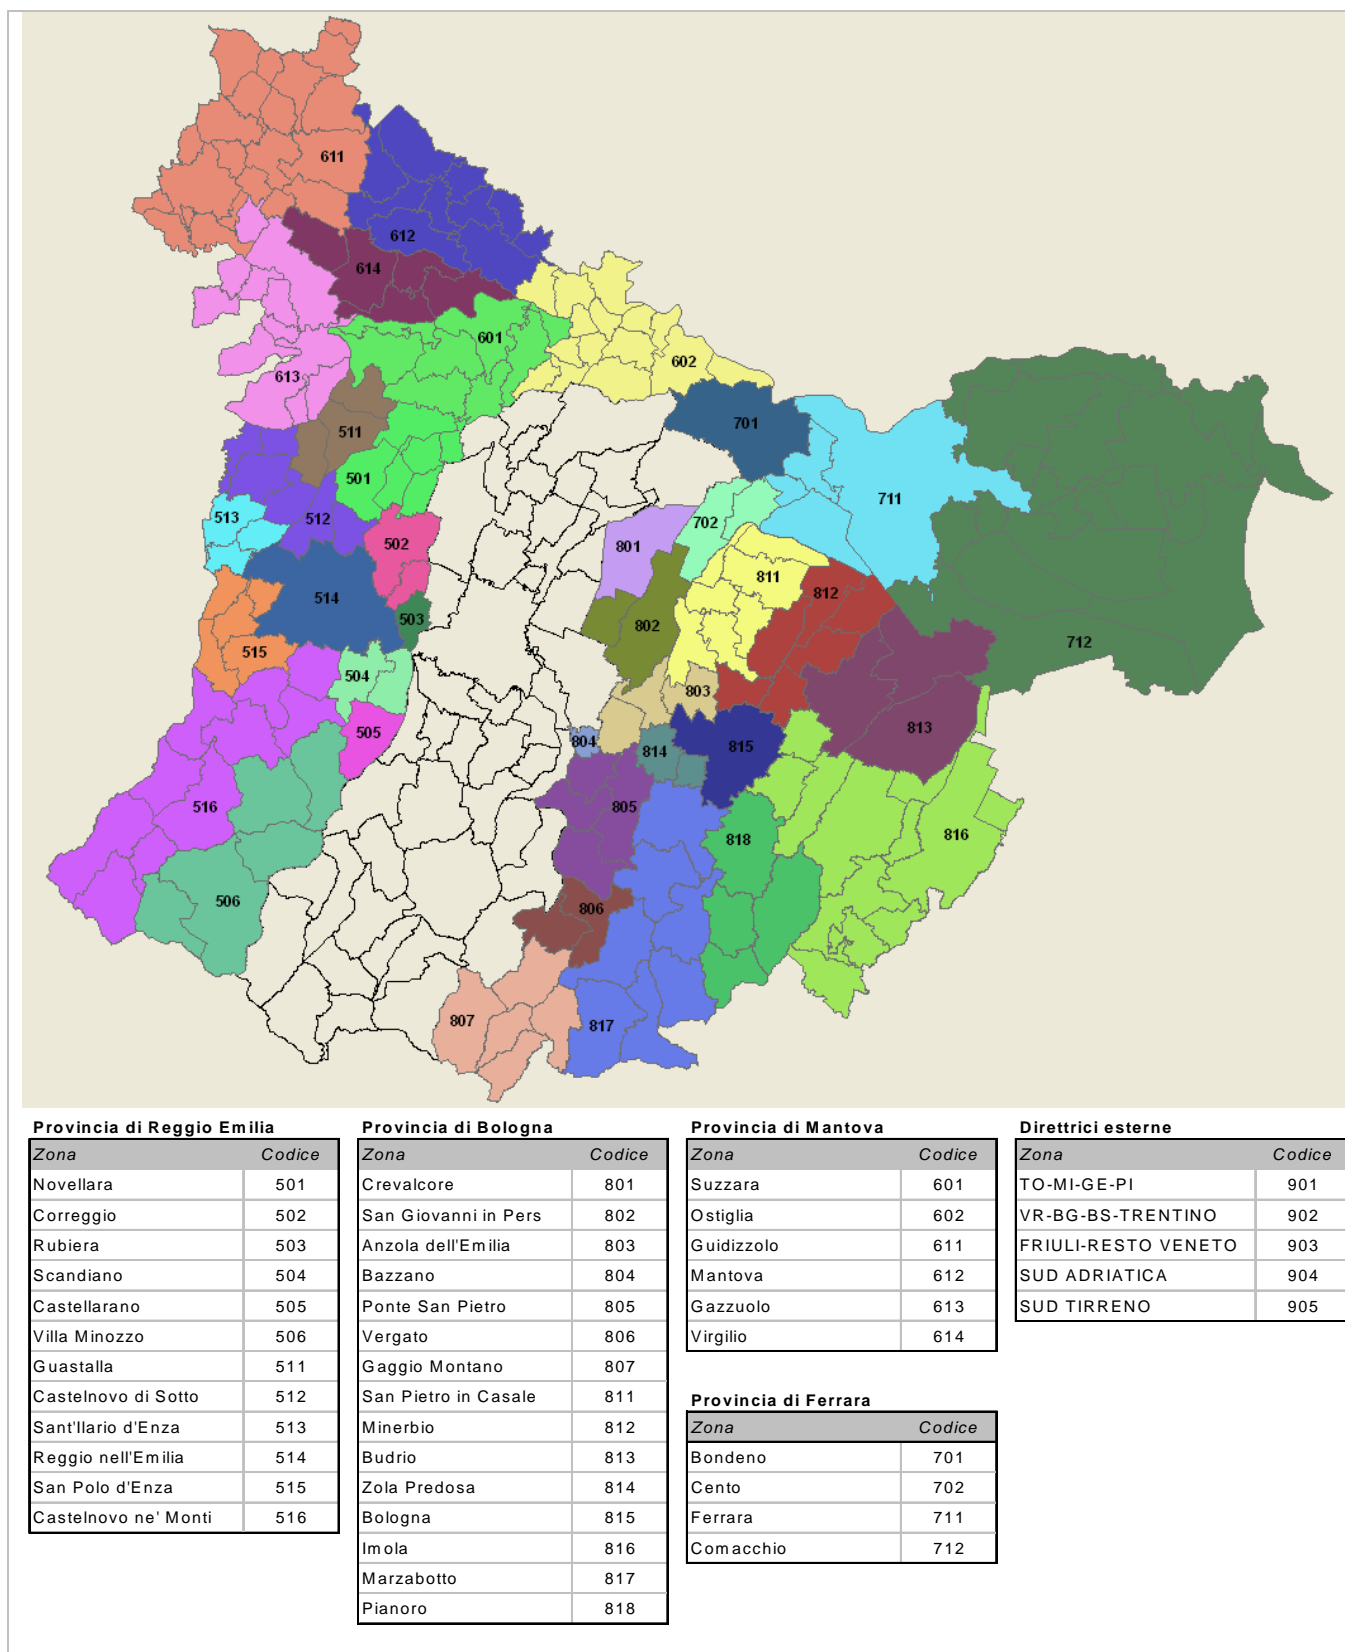 611
612
614
601
602
613
701
511
501
711
513
512
702
502
801
811
812
514
503
802
712
515
504
803
505
804
814
815
813
516
805
818
816
506
806
807
817
Provincia di Reggio Emilia
Zona Codice
Novellara 501
Correggio 502
Rubiera 503
Scandiano 504
Castellarano 505
Villa Minozzo 506
Guastalla 511
Castelnovo di Sotto 512
Sant'Ilario d'Enza 513
Reggio nell'Emilia 514
San Polo d'Enza 515
Castelnovo ne' Monti 516
Provincia di Bologna
Zona Codice
Crevalcore 801
San Giovanni in Pers 802
Anzola dell'Emilia 803
Bazzano 804
Ponte San Pietro 805
Vergato 806
Gaggio Montano 807
San Pietro in Casale 811
Minerbio 812
Budrio 813
Zola Predosa 814
Bologna 815
Imola 816
Marzabotto 817
Pianoro 818
Provincia di Mantova
Zona Codice
Suzzara 601
Ostiglia 602
Guidizzolo 611
Mantova 612
Gazzuolo 613
Virgilio 614
Provincia di Ferrara
Zona Codice
Bondeno 701
Cento 702
Ferrara 711
Comacchio 712
Direttrici esterne
Zona Codice
TO-MI-GE-PI 901
VR-BG-BS-TRENTINO 902
FRIULI-RESTO VENETO 903
SUD ADRIATICA 904
SUD TIRRENO 905